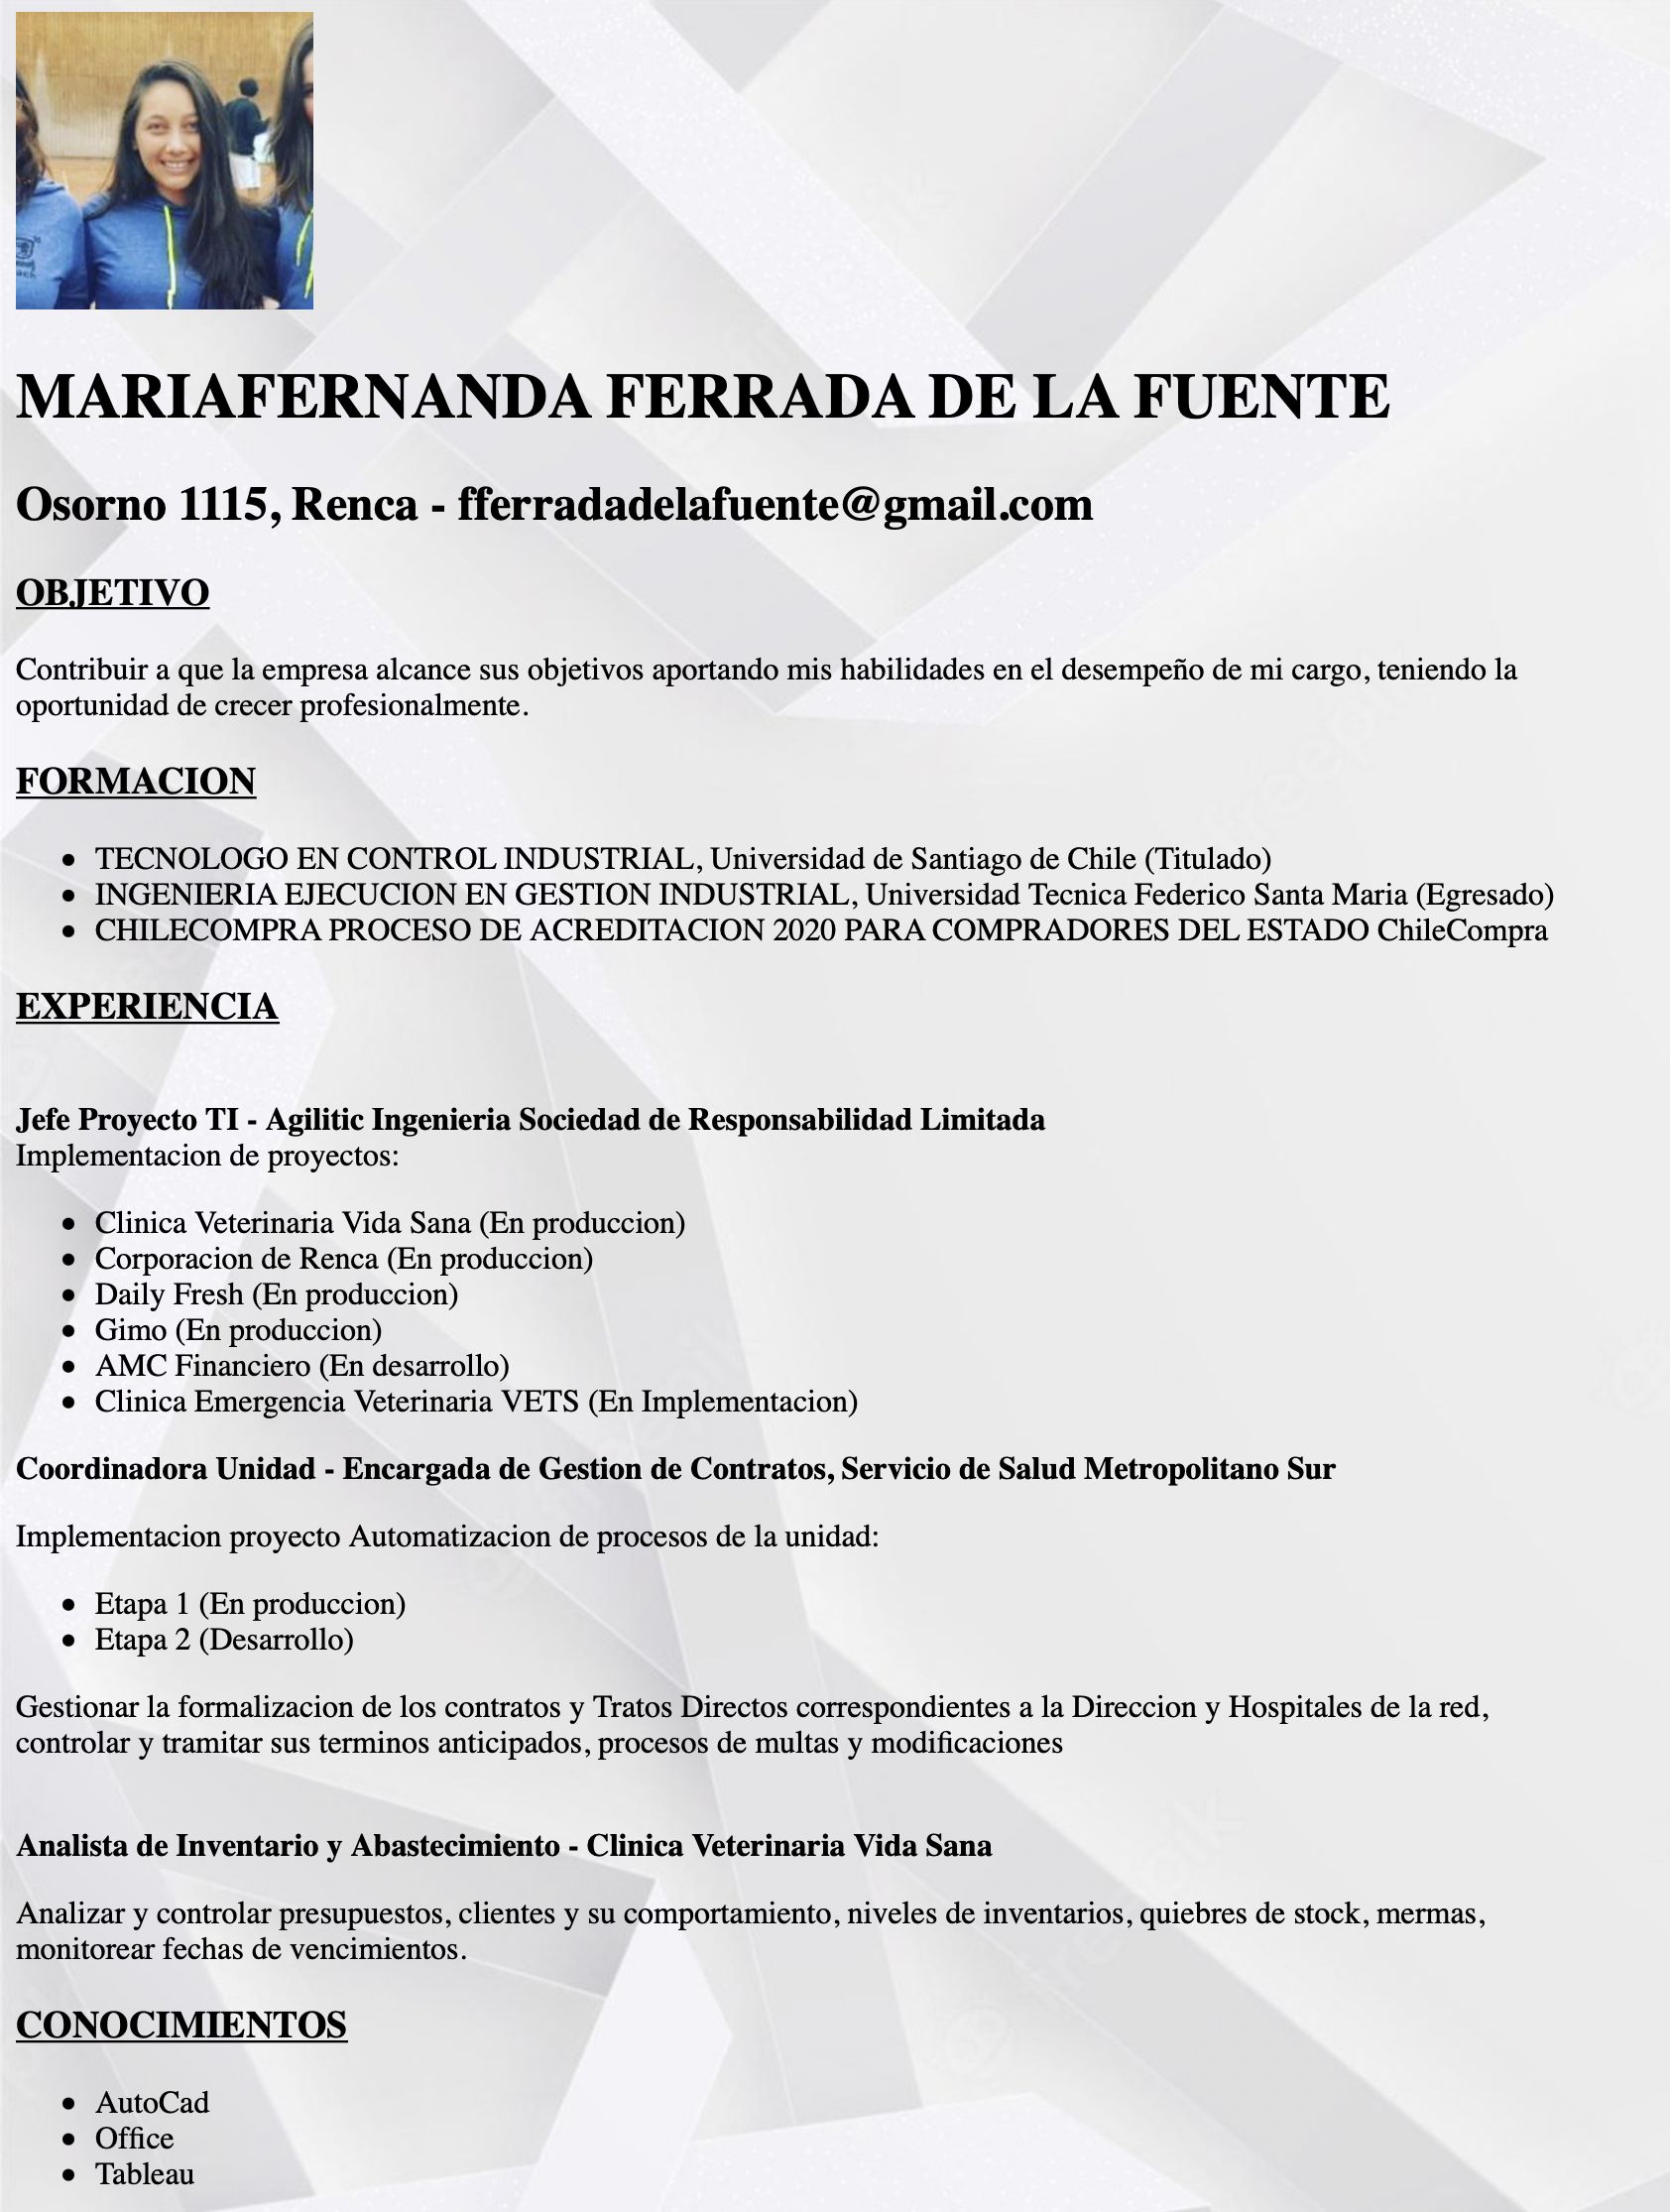 MARIAFERNANDA FERRADA DE LA FUENTE
Osorno 1115, Renca - fferradadelafuente@gmail.com
OBJETIVO
Contribuir a que la empresa alcance sus objetivos aportando mis habilidades en el desempeño de mi cargo, teniendo la
oportunidad de crecer profesionalmente.
FORMACION
TECNOLOGO EN CONTROL INDUSTRIAL, Universidad de Santiago de Chile (Titulado)
INGENIERIA EJECUCION EN GESTION INDUSTRIAL, Universidad Tecnica Federico Santa Maria (Egresado)
CHILECOMPRA PROCESO DE ACREDITACION 2020 PARA COMPRADORES DEL ESTADO ChileCompra
EXPERIENCIA
Jefe Proyecto TI - Agilitic Ingenieria Sociedad de Responsabilidad Limitada
Implementacion de proyectos:
Clinica Veterinaria Vida Sana (En produccion)
Corporacion de Renca (En produccion)
Daily Fresh (En produccion)
Gimo (En produccion)
AMC Financiero (En desarrollo)
Clinica Emergencia Veterinaria VETS (En Implementacion)
Coordinadora Unidad - Encargada de Gestion de Contratos, Servicio de Salud Metropolitano Sur
Implementacion proyecto Automatizacion de procesos de la unidad:
Etapa 1 (En produccion)
Etapa 2 (Desarrollo)
Gestionar la formalizacion de los contratos y Tratos Directos correspondientes a la Direccion y Hospitales de la red,
controlar y tramitar sus terminos anticipados, procesos de multas y modificaciones
Analista de Inventario y Abastecimiento - Clinica Veterinaria Vida Sana
Analizar y controlar presupuestos, clientes y su comportamiento, niveles de inventarios, quiebres de stock, mermas,
monitorear fechas de vencimientos.
CONOCIMIENTOS
AutoCad
Office
Tableau